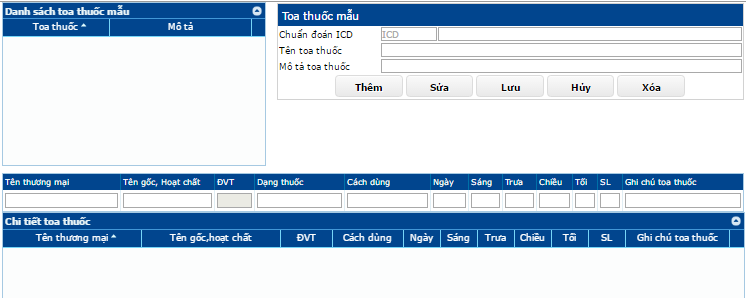 Danh sách toa thuốc mẫu
Toa thuốc Mô tả
Toa thuốc mẫu
Chuẩn đoán ICD ICD
Tên toa thuốc
Mô tả toa thuốc
Thêm Sửa Lưu Hủy Xóa
Tên thương mại Tên gốc, Hoạt chất ĐVT Dạng thuốc Cách dùng Ngày Sáng Trưa Chiều Tối SL Ghi chú toa thuốc
Chi tiết toa thuốc
Tên thương mại Tên gốc,hoạt chất ĐVT Cách dùng Ngày Sáng Trưa Chiều Tối SL Ghi chú toa thuốc